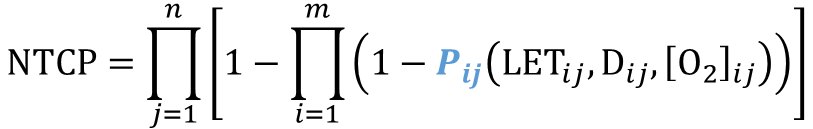 NTCP = ∏_{j=1}^{n} [1 − ∏_{i=1}^{m} (1 − P_{ij}(LET_{ij}, D_{ij}, [O_2]_{ij}))]